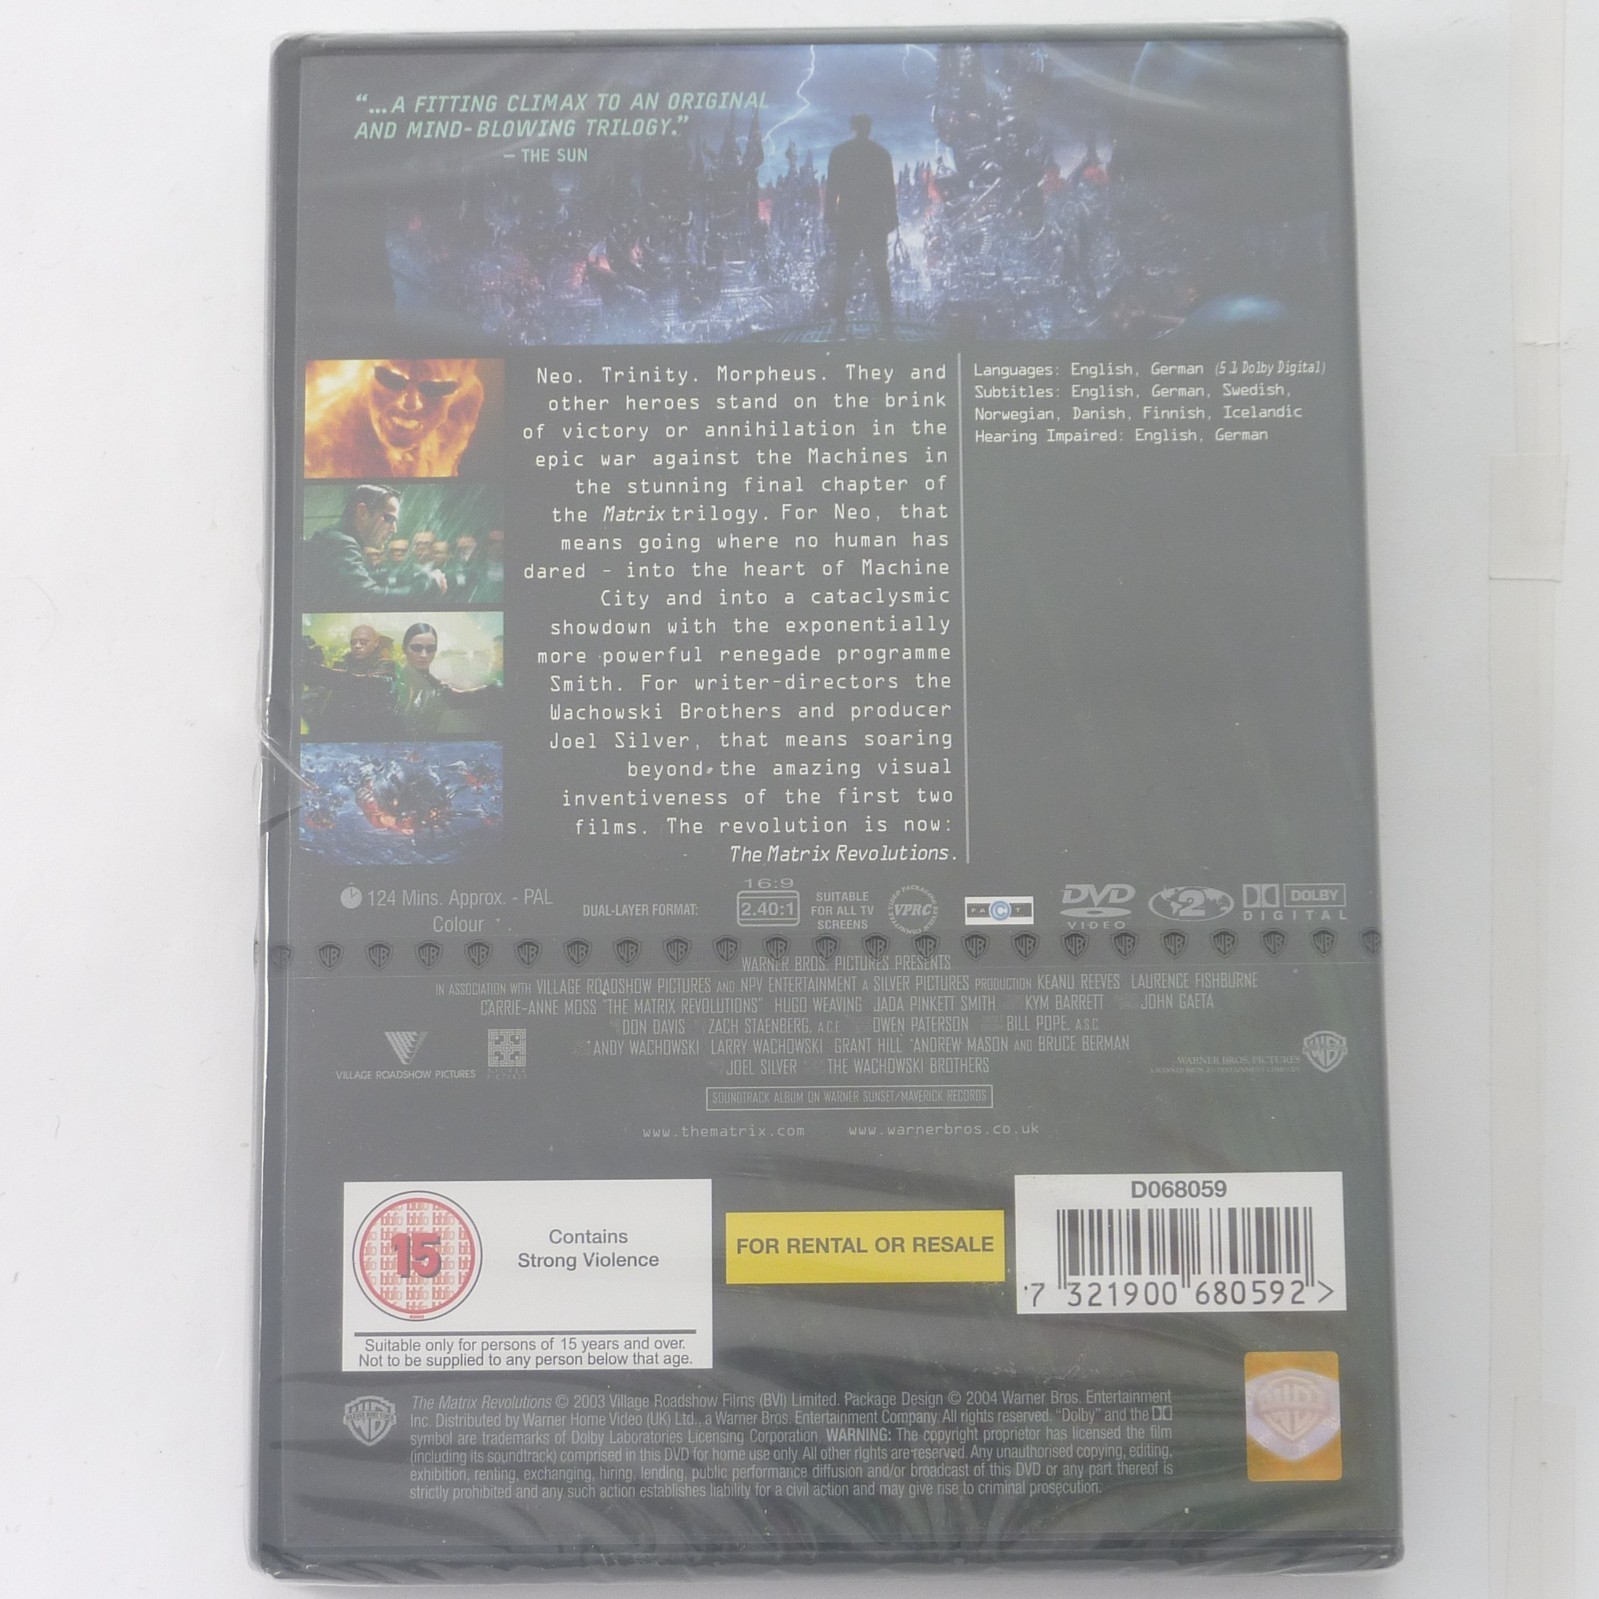 “...A FITTING CLIMAX TO AN ORIGINAL
AND MIND-BLOWING TRILOGY.”
– THE SUN
Neo. Trinity. Morpheus. They and
other heroes stand on the brink
of victory or annihilation in the
epic war against the Machines in
the stunning final chapter of
the Matrix trilogy. For Neo, that
means going where no human has
dared – into the heart of Machine
City and into a cataclysmic
showdown with the exponentially
more powerful renegade programme
Smith. For writer-directors the
Wachowski Brothers and producer
Joel Silver, that means soaring
beyond the amazing visual
inventiveness of the first two
films. The revolution is now:
The Matrix Revolutions.
Languages: English, German (5.1 Dolby Digital)
Subtitles: English, German, Swedish,
Norwegian, Danish, Finnish, Icelandic
Hearing Impaired: English, German
124 Mins. Approx. - PAL
Colour
DUAL-LAYER FORMAT:
16:9
2.40:1
SUITABLE
FOR ALL TV
SCREENS
VPRC
FACT
DVD
VIDEO
2
DOLBY
DIGITAL
WARNER BROS. PICTURES PRESENTS
IN ASSOCIATION WITH VILLAGE ROADSHOW PICTURES AND NPV ENTERTAINMENT A SILVER PICTURES PRODUCTION KEANU REEVES LAURENCE FISHBURNE
CARRIE-ANNE MOSS "THE MATRIX REVOLUTIONS" HUGO WEAVING JADA PINKETT SMITH KYM BARRETT JOHN GAETA
DON DAVIS ZACH STAENBERG, A.C.E OWEN PATERSON BILL POPE, A.S.C
ANDY WACHOWSKI LARRY WACHOWSKI GRANT HILL ANDREW MASON AND BRUCE BERMAN
JOEL SILVER THE WACHOWSKI BROTHERS
VILLAGE ROADSHOW PICTURES
WARNER BROS. PICTURES
A WARNER BROS. ENTERTAINMENT COMPANY
SOUNDTRACK ALBUM ON WARNER SUNSET/MAVERICK RECORDS
www.thematrix.com www.warnerbros.co.uk
15
Contains
Strong Violence
Suitable only for persons of 15 years and over.
Not to be supplied to any person below that age.
FOR RENTAL OR RESALE
D068059
7 321900 680592 >
The Matrix Revolutions © 2003 Village Roadshow Films (BVI) Limited. Package Design © 2004 Warner Bros. Entertainment
Inc. Distributed by Warner Home Video (UK) Ltd., a Warner Bros. Entertainment Company. All rights reserved. "Dolby" and the
symbol are trademarks of Dolby Laboratories Licensing Corporation. WARNING: The copyright proprietor has licensed the film
(including its soundtrack) comprised in this DVD for home use only. All other rights are reserved. Any unauthorised copying, editing,
exhibition, renting, exchanging, hiring, lending, public performance diffusion and/or broadcast of this DVD or any part thereof is
strictly prohibited and any such action establishes liability for a civil action and may give rise to criminal prosecution.